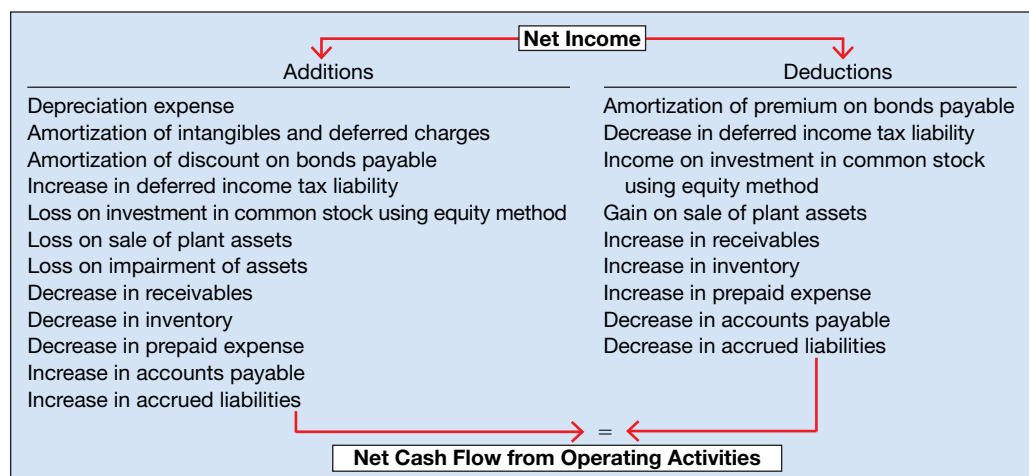 Net Income
Additions
Depreciation expense
Amortization of intangibles and deferred charges
Amortization of discount on bonds payable
Increase in deferred income tax liability
Loss on investment in common stock using equity method
Loss on sale of plant assets
Loss on impairment of assets
Decrease in receivables
Decrease in inventory
Decrease in prepaid expense
Increase in accounts payable
Increase in accrued liabilities
Deductions
Amortization of premium on bonds payable
Decrease in deferred income tax liability
Income on investment in common stock
using equity method
Gain on sale of plant assets
Increase in receivables
Increase in inventory
Increase in prepaid expense
Decrease in accounts payable
Decrease in accrued liabilities
=
Net Cash Flow from Operating Activities